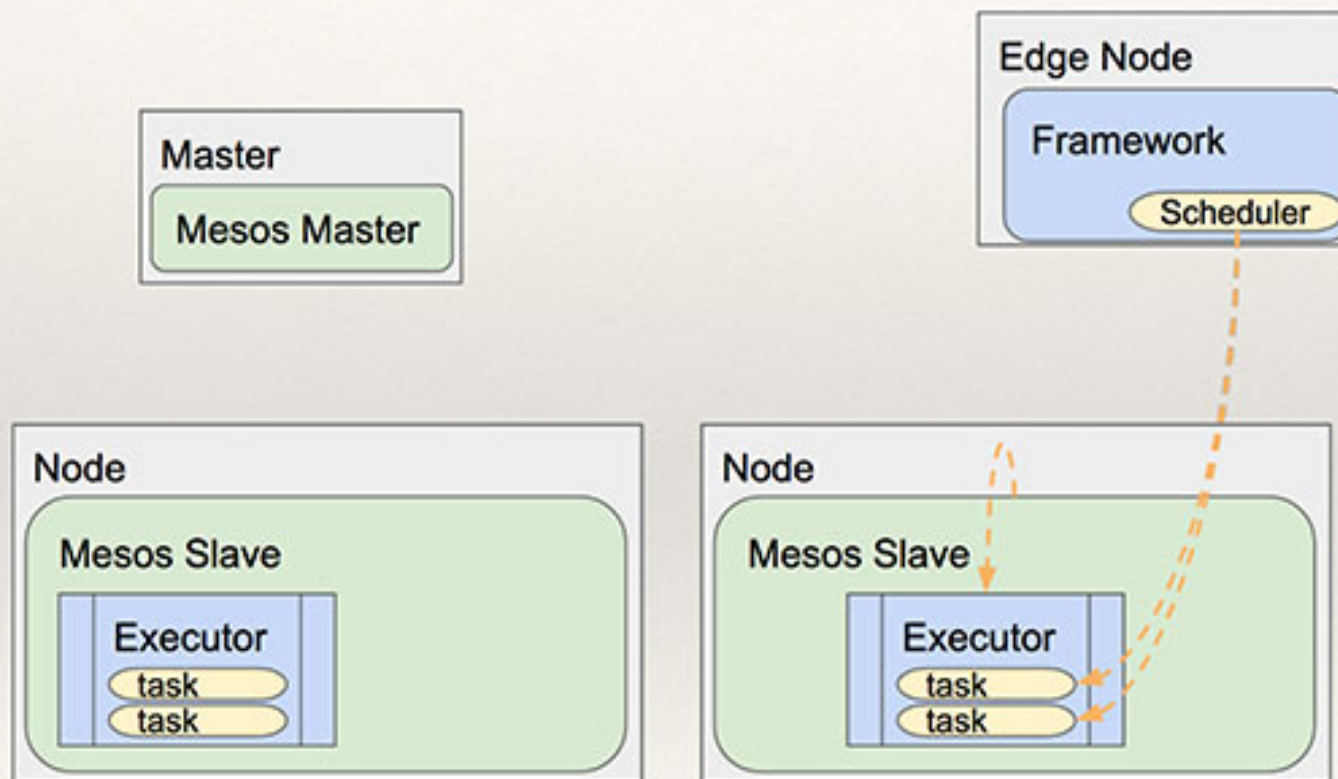 Edge Node
Framework
Scheduler
Master
Mesos Master
Node
Mesos Slave
Executor
task
task
Node
Mesos Slave
Executor
task
task